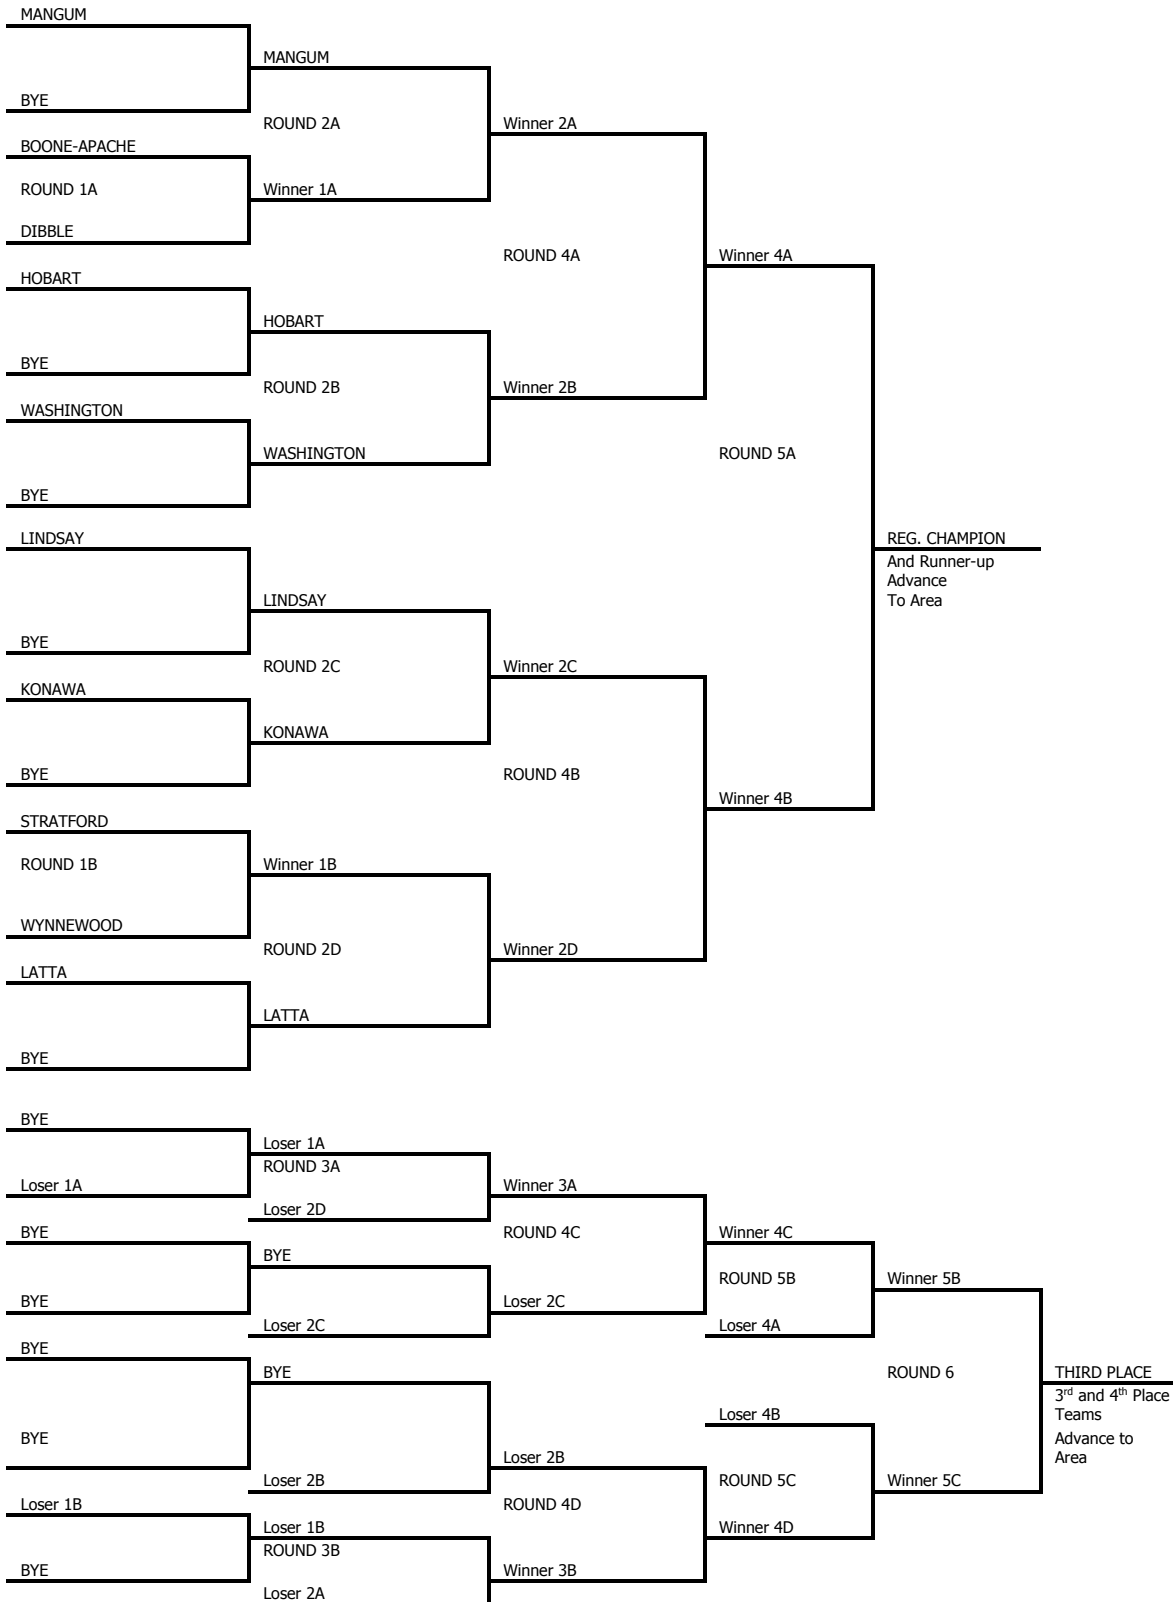 MANGUM
MANGUM
BYE
ROUND 2A
Winner 2A
BOONE-APACHE
ROUND 1A
Winner 1A
DIBBLE
ROUND 4A
Winner 4A
HOBART
HOBART
BYE
ROUND 2B
Winner 2B
WASHINGTON
WASHINGTON
ROUND 5A
BYE
LINDSAY
REG. CHAMPION
And Runner-up
Advance
To Area
LINDSAY
BYE
ROUND 2C
Winner 2C
KONAWA
KONAWA
BYE
ROUND 4B
Winner 4B
STRATFORD
ROUND 1B
Winner 1B
WYNNEWOOD
ROUND 2D
Winner 2D
LATTA
LATTA
BYE
BYE
Loser 1A
ROUND 3A
Loser 1A
Winner 3A
Loser 2D
BYE
ROUND 4C
Winner 4C
BYE
ROUND 5B
Winner 5B
BYE
Loser 2C
Loser 2C
Loser 4A
BYE
BYE
ROUND 6
THIRD PLACE
3rd and 4th Place
Teams
Advance to
Area
Loser 4B
BYE
Loser 2B
Loser 2B
ROUND 5C
Winner 5C
Loser 1B
ROUND 4D
Loser 1B
Winner 4D
ROUND 3B
BYE
Winner 3B
Loser 2A